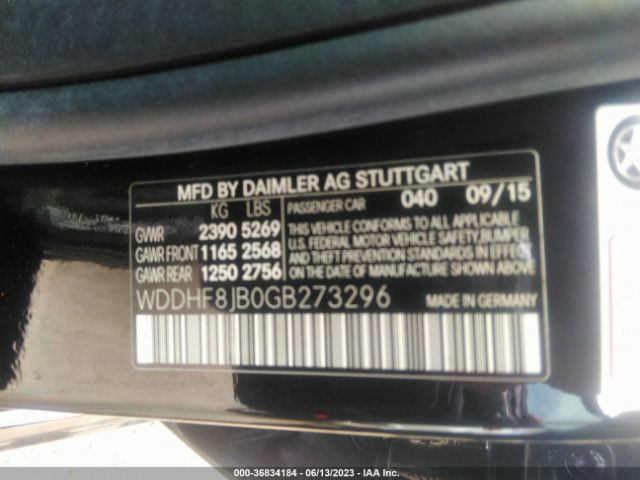 MFD BY DAIMLER AG STUTTGART
KG LBS PASSENGER CAR 040 09/15
GVWR 2390 5269 THIS VEHICLE CONFORMS TO ALL APPLICABLE
GAWR FRONT 1165 2568 U.S. FEDERAL MOTOR VEHICLE SAFETY, BUMPER,
GAWR REAR 1250 2756 AND THEFT PREVENTION STANDARDS IN EFFECT ON THE DATE OF MANUFACTURE SHOWN ABOVE.
WDDHF8JB0GB273296 MADE IN GERMANY
000-36834184 - 06/13/2023 - IAA Inc.